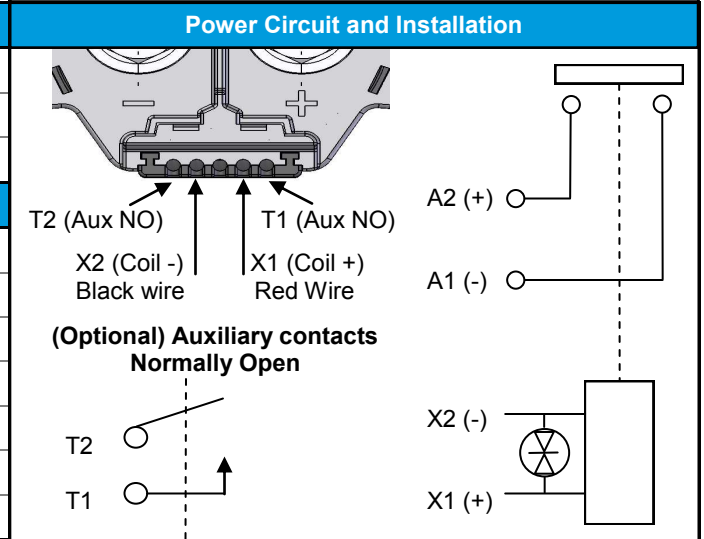 Power Circuit and Installation
T2 (Aux NO)
T1 (Aux NO)
X2 (Coil -)
Black wire
X1 (Coil +)
Red Wire
(Optional) Auxiliary contacts
Normally Open
T2
T1
A2 (+)
A1 (-)
X2 (-)
X1 (+)